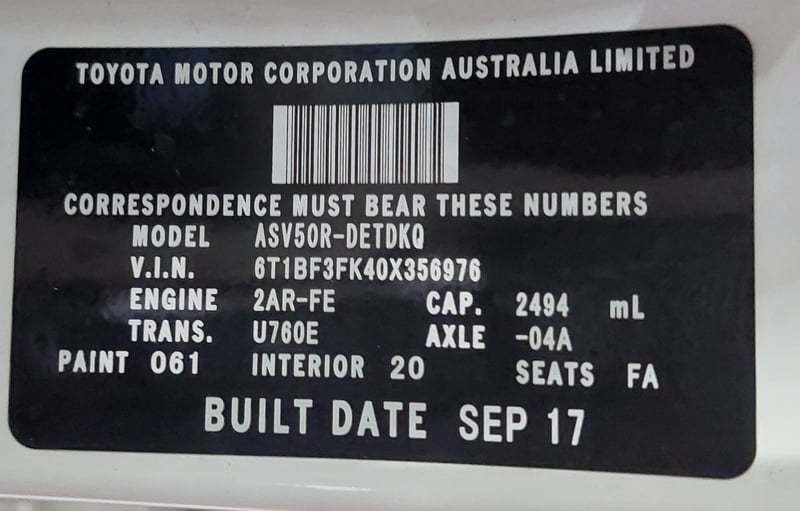 TOYOTA MOTOR CORPORATION AUSTRALIA LIMITED
CORRESPONDENCE MUST BEAR THESE NUMBERS
MODEL ASV50R-DETDKQ
V.I.N. 6T1BF3FK40X356976
ENGINE 2AR-FE CAP. 2494 mL
TRANS. U760E AXLE -04A
PAINT 061 INTERIOR 20 SEATS FA
BUILT DATE SEP 17